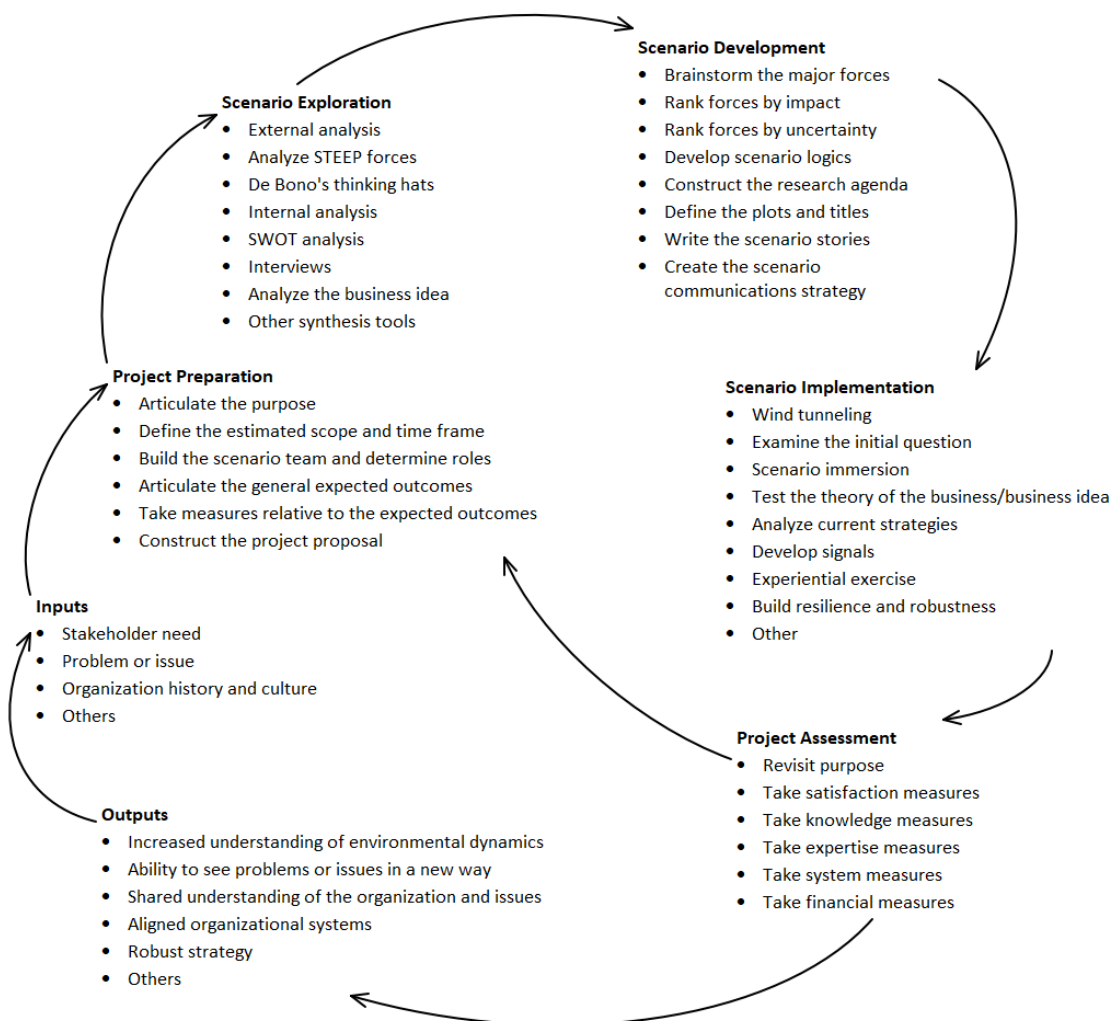 Scenario Development
• Brainstorm the major forces
• Rank forces by impact
• Rank forces by uncertainty
• Develop scenario logics
• Construct the research agenda
• Define the plots and titles
• Write the scenario stories
• Create the scenario
communications strategy
Scenario Exploration
• External analysis
• Analyze STEEP forces
• De Bono's thinking hats
• Internal analysis
• SWOT analysis
• Interviews
• Analyze the business idea
• Other synthesis tools
Project Preparation
• Articulate the purpose
• Define the estimated scope and time frame
• Build the scenario team and determine roles
• Articulate the general expected outcomes
• Take measures relative to the expected outcomes
• Construct the project proposal
Scenario Implementation
• Wind tunneling
• Examine the initial question
• Scenario immersion
• Test the theory of the business/business idea
• Analyze current strategies
• Develop signals
• Experiential exercise
• Build resilience and robustness
• Other
Inputs
• Stakeholder need
• Problem or issue
• Organization history and culture
• Others
Project Assessment
• Revisit purpose
• Take satisfaction measures
• Take knowledge measures
• Take expertise measures
• Take system measures
• Take financial measures
Outputs
• Increased understanding of environmental dynamics
• Ability to see problems or issues in a new way
• Shared understanding of the organization and issues
• Aligned organizational systems
• Robust strategy
• Others